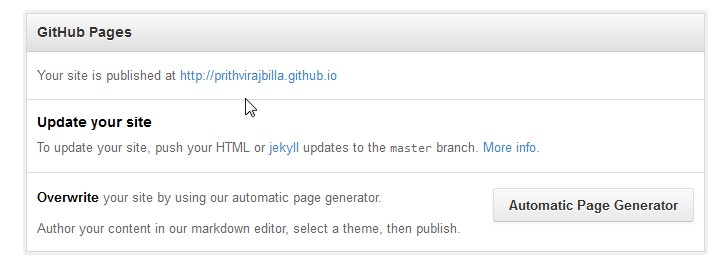 GitHub Pages
Your site is published at http://prithvirajbilla.github.io
Update your site
To update your site, push your HTML or jekyll updates to the master branch. More info.
Overwrite your site by using our automatic page generator.
Automatic Page Generator
Author your content in our markdown editor, select a theme, then publish.